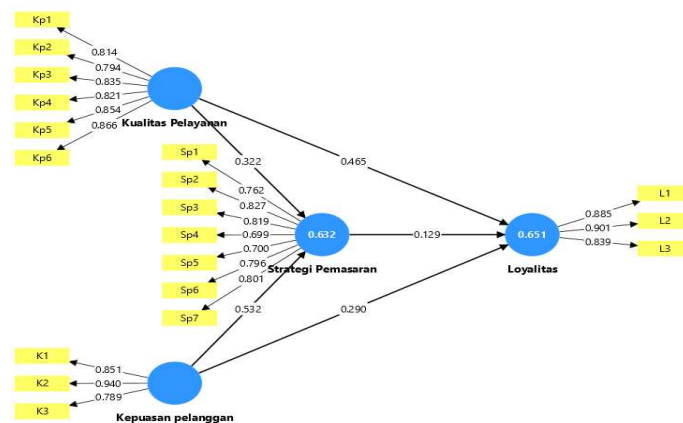 Kp1
Kp2
Kp3
Kp4
Kp5
Kp6
0.814
0.794
0.835
0.821
0.854
0.866
Kualitas Pelayanan
0.322
0.465
Sp1
Sp2
Sp3
Sp4
Sp5
Sp6
Sp7
0.762
0.827
0.819
0.699
0.700
0.796
0.801
0.632
Strategi Pemasaran
0.129
0.651
Loyalitas
0.885
0.901
0.839
L1
L2
L3
0.532
0.290
K1
K2
K3
0.851
0.940
0.789
Kepuasan pelanggan